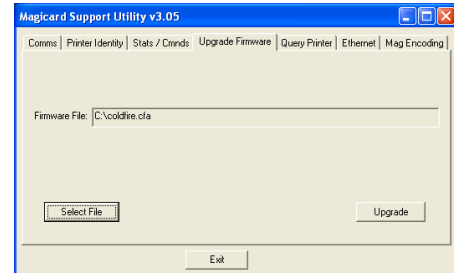 Magicard Support Utility v3.05
Comms Printer Identity Stats / Cmnds Upgrade Firmware Query Printer Ethernet Mag Encoding
Firmware File: C:\coldfire.cfa
Select File Upgrade
Exit